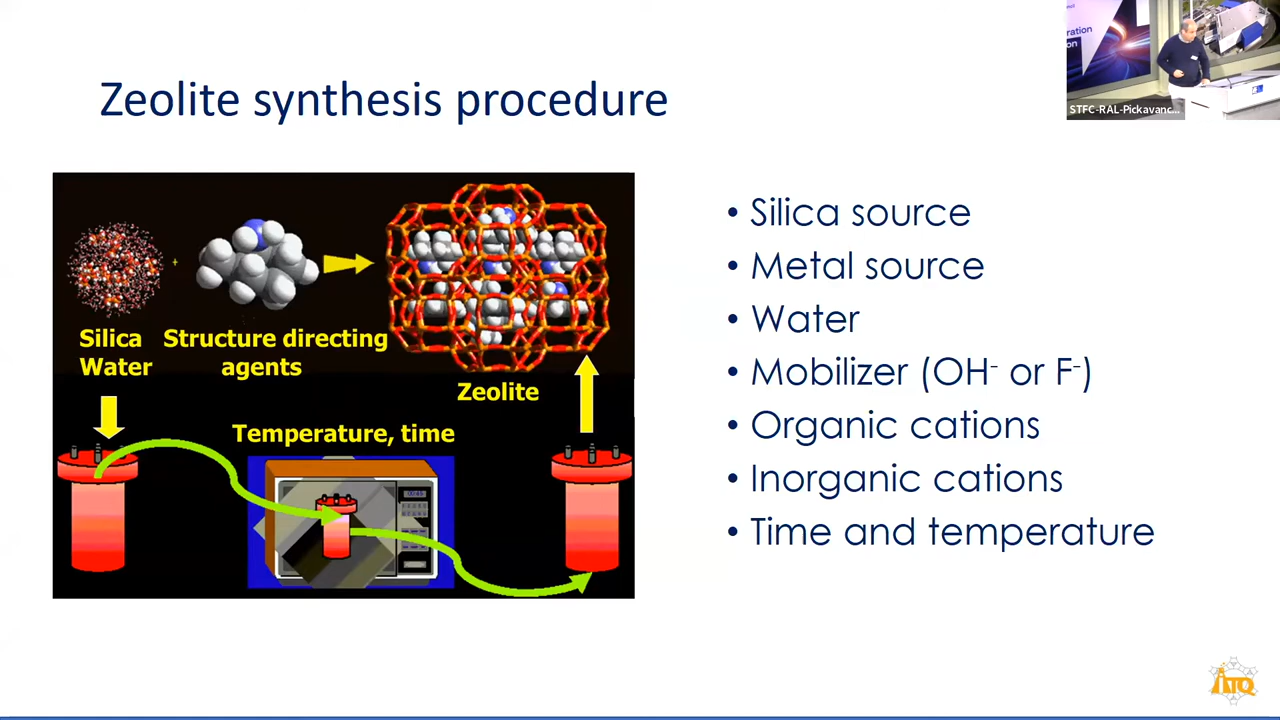 Zeolite synthesis procedure
STFC-RAL-Pickavanc...
Silica
Water
Structure directing
agents
Zeolite
Temperature, time
• Silica source
• Metal source
• Water
• Mobilizer (OH⁻ or F⁻)
• Organic cations
• Inorganic cations
• Time and temperature
iTQ